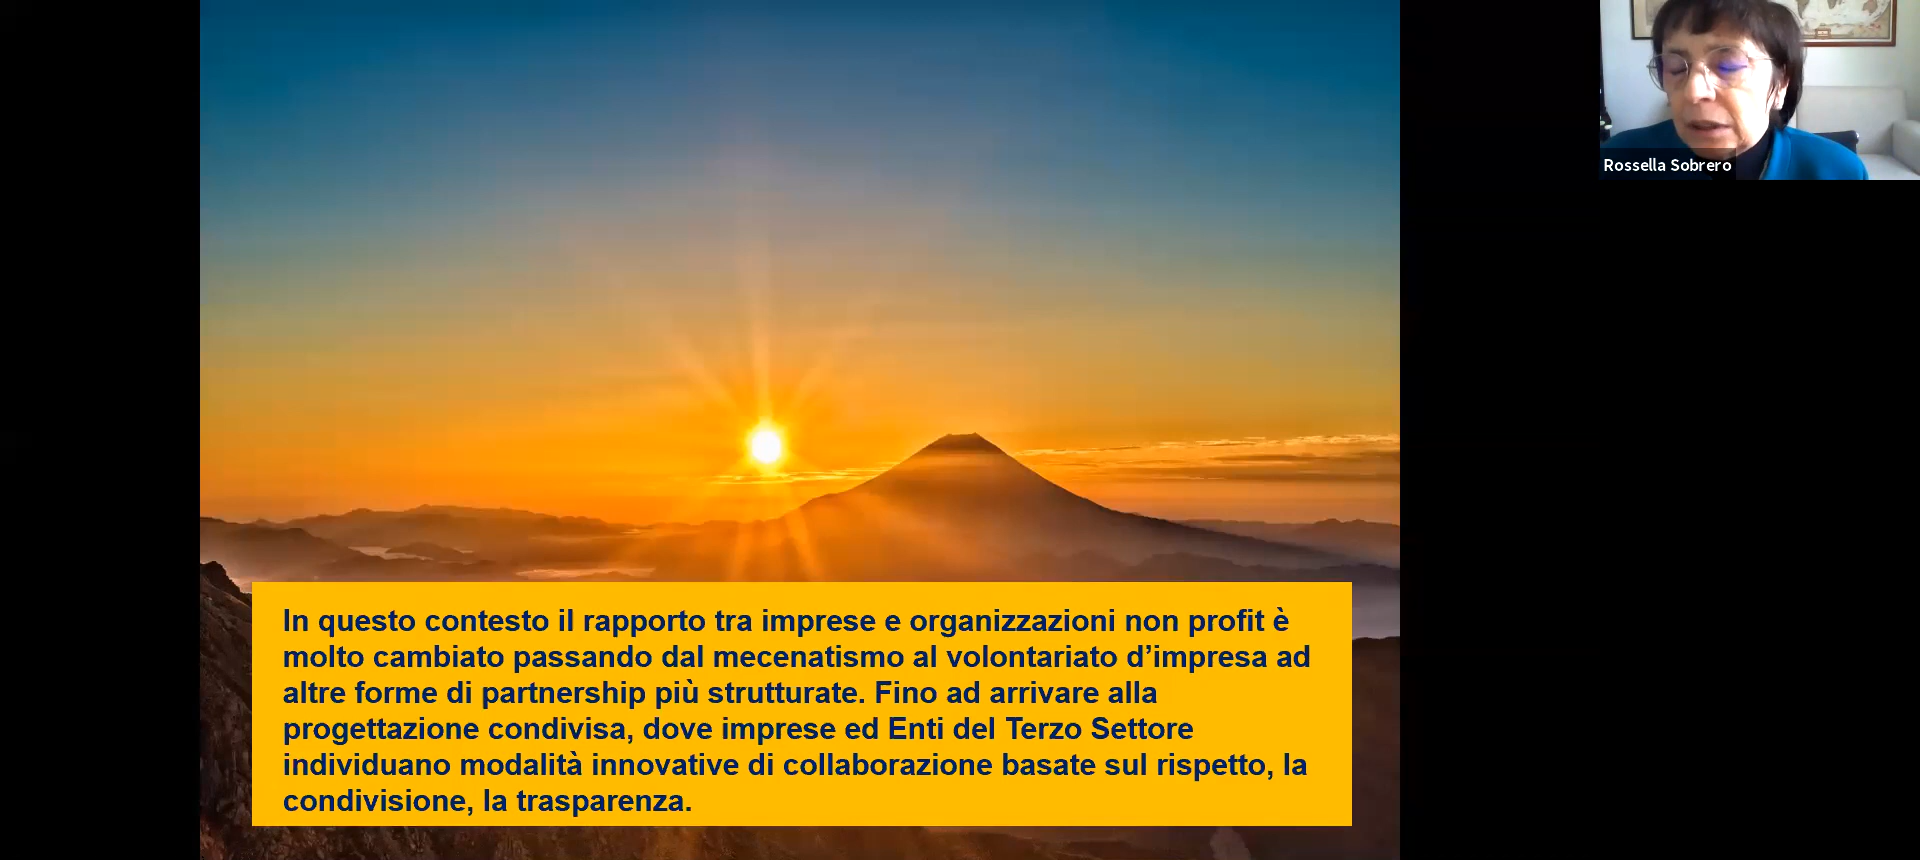 Rossella Sobrero
In questo contesto il rapporto tra imprese e organizzazioni non profit è
molto cambiato passando dal mecenatismo al volontariato d’impresa ad
altre forme di partnership più strutturate. Fino ad arrivare alla
progettazione condivisa, dove imprese ed Enti del Terzo Settore
individuano modalità innovative di collaborazione basate sul rispetto, la
condivisione, la trasparenza.